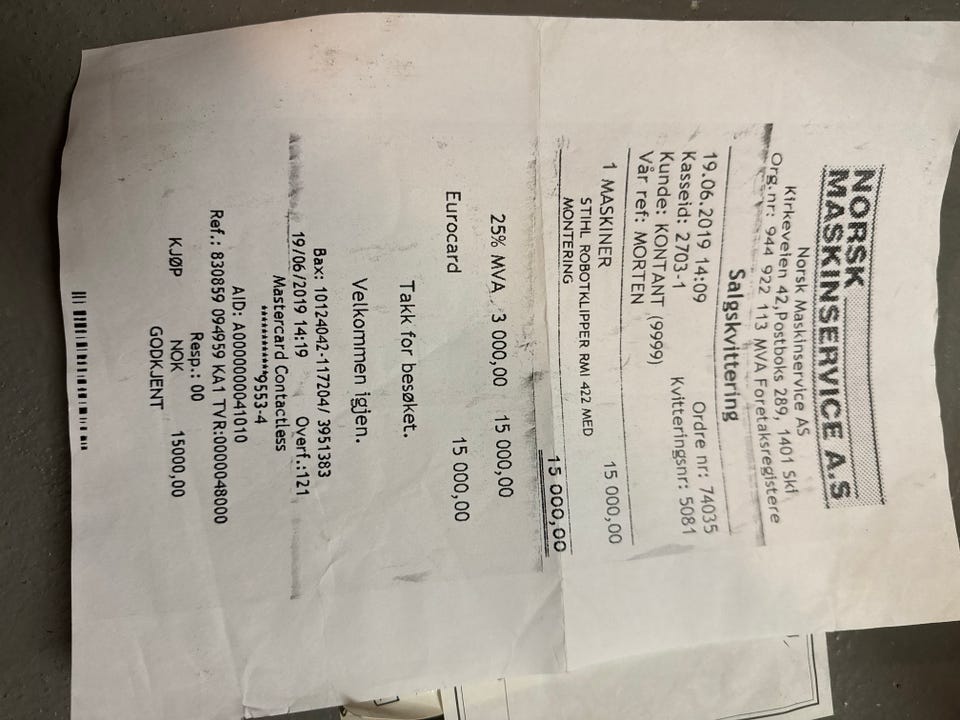 NORSK
MASKINSERVICE A.S
Norsk Maskinservice AS
Kirkeveien 42,Postboks 289, 1401 Ski
Org.nr: 944 922 113 MVA Foretaksregistere
Salgskvittering
19.06.2019 14:09 Ordre nr: 74035
Kasseid: 2703-1 Kvitteringsnr: 5081
Kunde: KONTANT (9999)
Vår ref: MORTEN
1 MASKINER 15 000,00
STIHL ROBOTKLIPPER RMI 422 MED
MONTERING
15 000,00
25% MVA 3 000,00 15 000,00
Eurocard 15 000,00
Takk for besøket.
Velkommen igjen.
Bax: 10124042-117204/ 3951383
19/06/2019 14:19 Overf.:121
Mastercard Contactless
************9553-4
AID: A0000000041010
Ref.: 830859 094959 KA1 TVR:0000048000
Resp.: 00
KJØP NOK 15000,00
GODKJENT